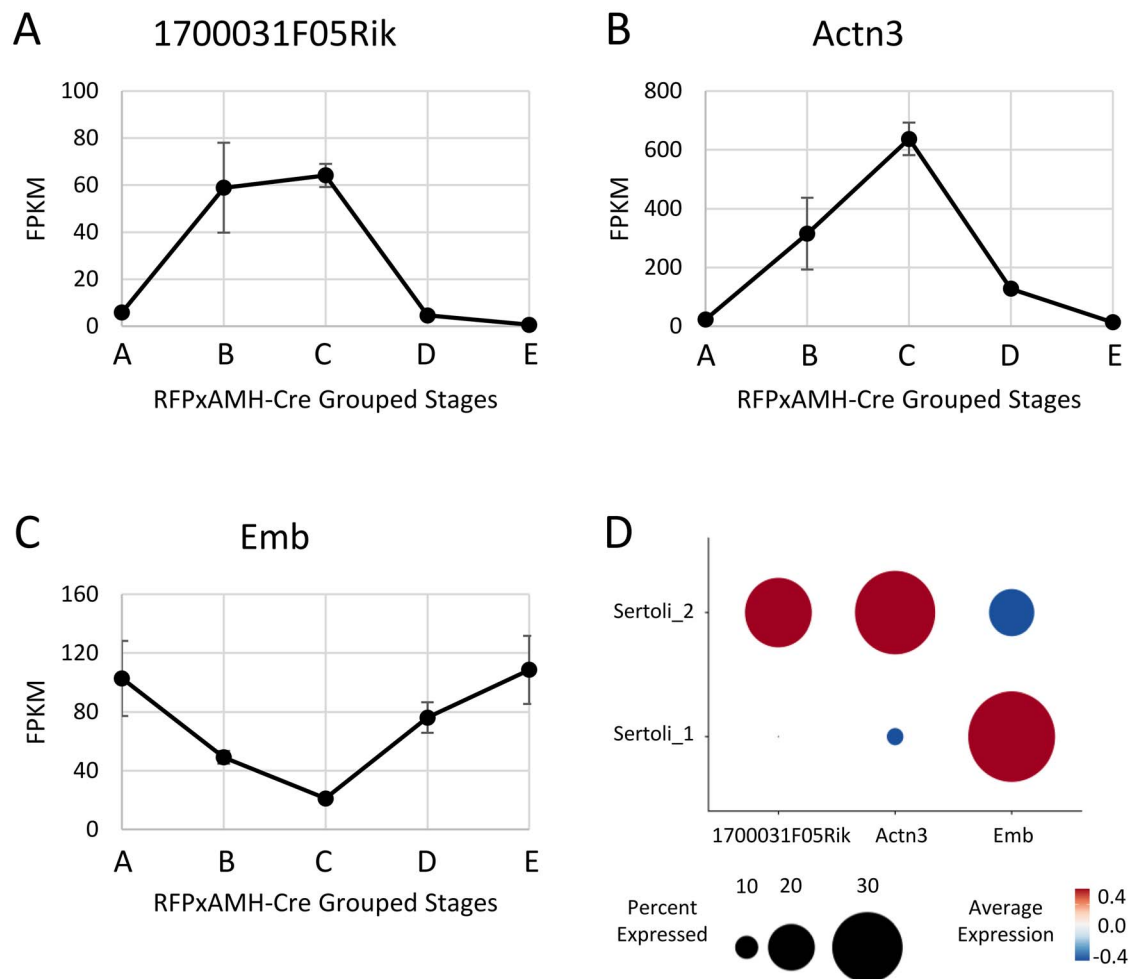 A
1700031F05Rik
100
80
60
40
20
0
FPKM
A B C D E
RFPxAMH-Cre Grouped Stages
B
Actn3
800
600
400
200
0
FPKM
A B C D E
RFPxAMH-Cre Grouped Stages
C
Emb
160
120
80
40
0
FPKM
A B C D E
RFPxAMH-Cre Grouped Stages
D
Sertoli_2
Sertoli_1
1700031F05Rik Actn3 Emb
10 20 30
Percent
Expressed
Average
Expression
0.4
0.0
-0.4